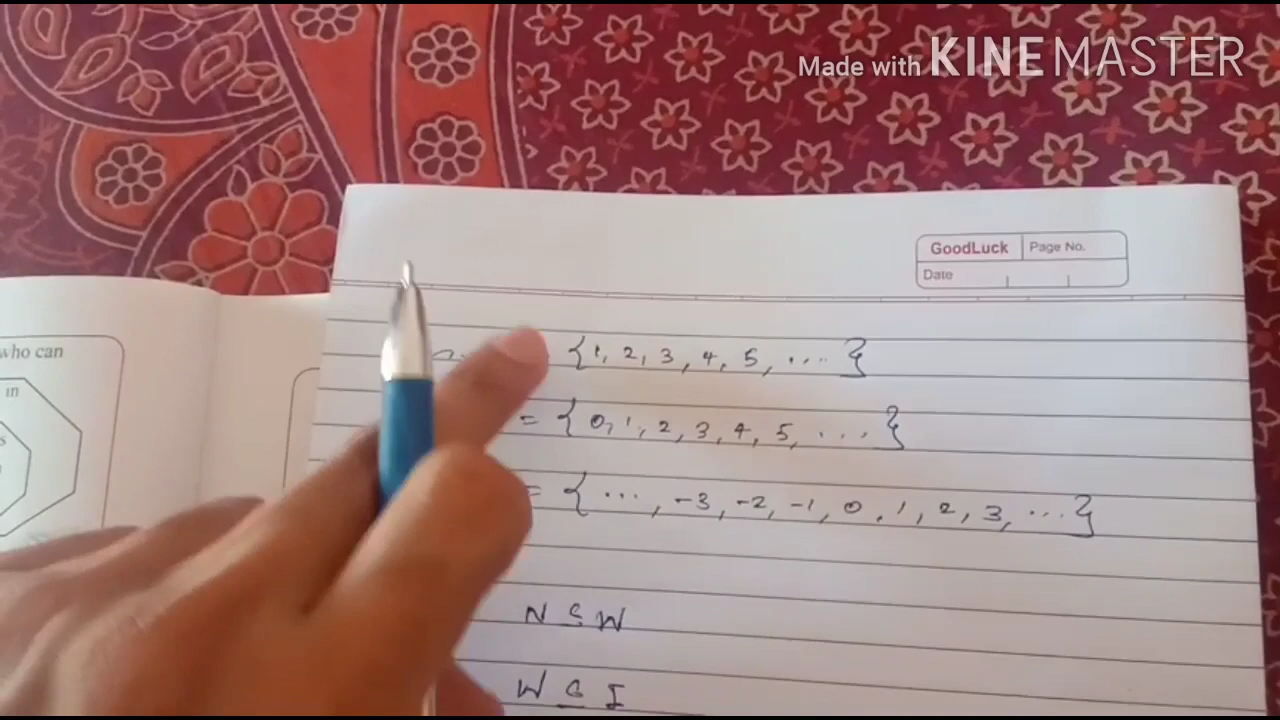 Made with KINEMASTER
GoodLuck Page No.
Date
who can
in
s
{1, 2, 3, 4, 5, ....}
= {0, 1, 2, 3, 4, 5, ...}
= {..., -3, -2, -1, 0, 1, 2, 3, ...}
N ⊆ W
W ⊆ I